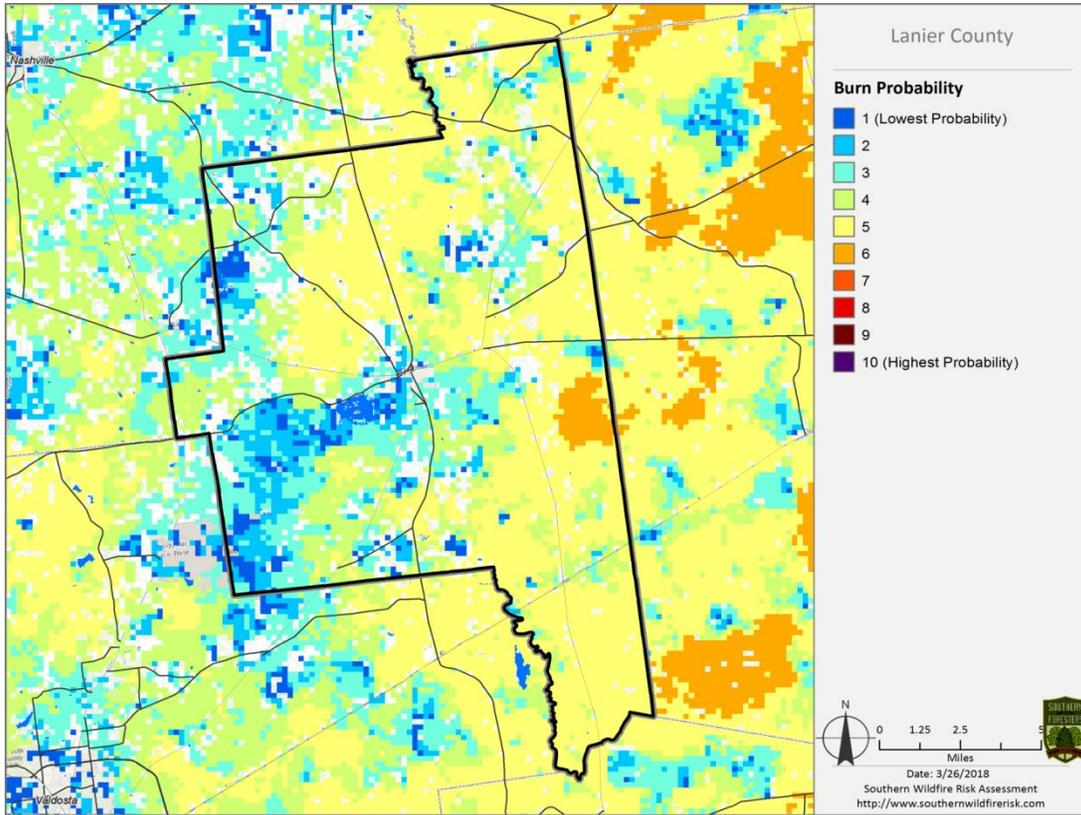 Lanier County
Burn Probability
1 (Lowest Probability)
2
3
4
5
6
7
8
9
10 (Highest Probability)
Nashville
Valdosta
N
0 1.25 2.5 5
Miles
Date: 3/26/2018
Southern Wildfire Risk Assessment
http://www.southernwildfirerisk.com
SOUTHERN